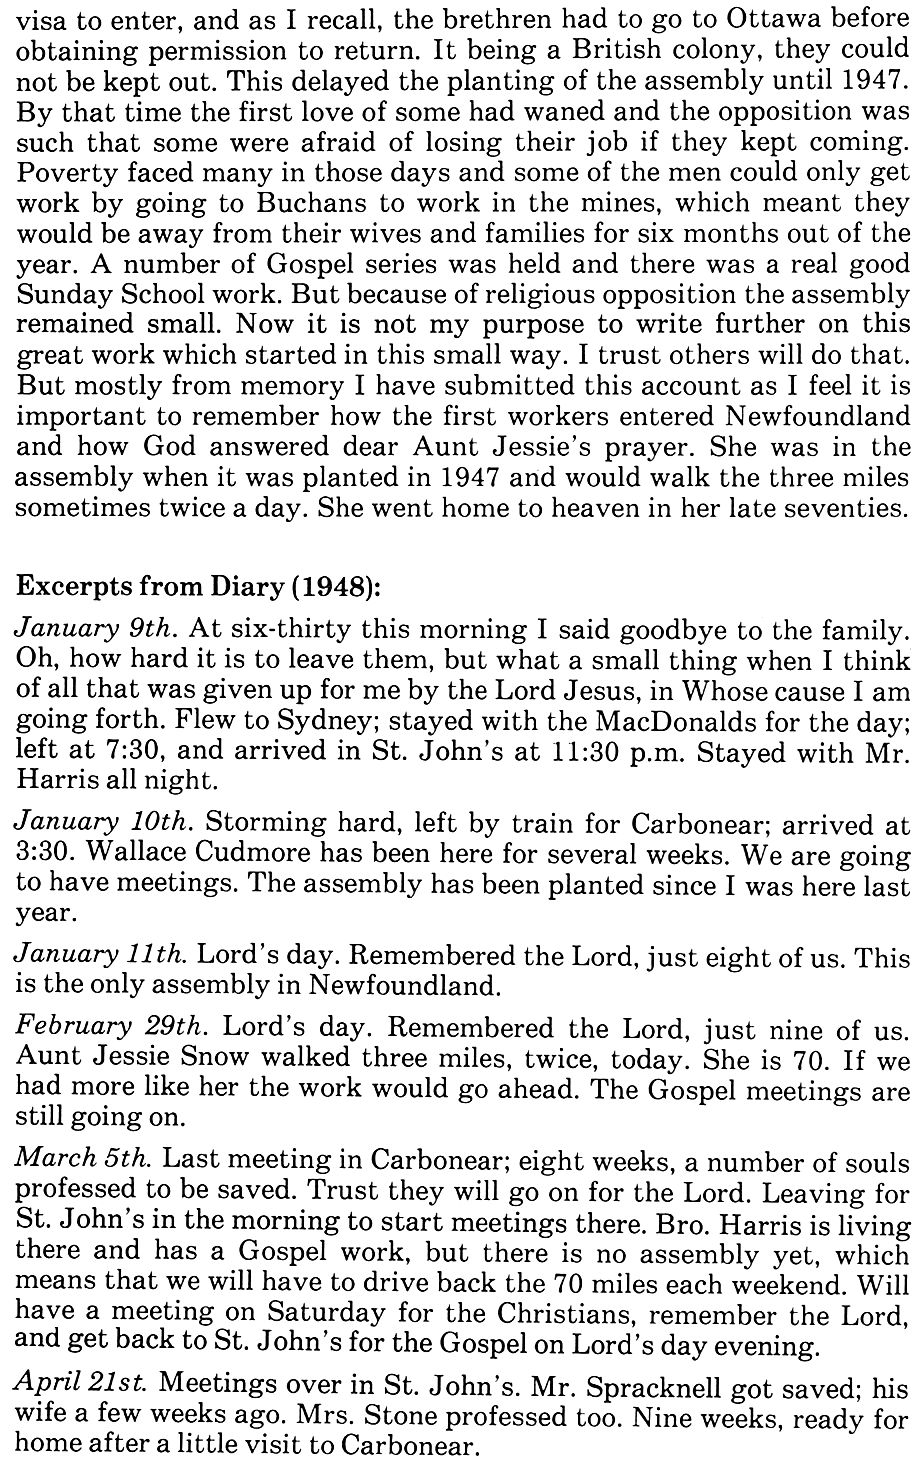 visa to enter, and as I recall, the brethren had to go to Ottawa before
obtaining permission to return. It being a British colony, they could
not be kept out. This delayed the planting of the assembly until 1947.
By that time the first love of some had waned and the opposition was
such that some were afraid of losing their job if they kept coming.
Poverty faced many in those days and some of the men could only get
work by going to Buchans to work in the mines, which meant they
would be away from their wives and families for six months out of the
year. A number of Gospel series was held and there was a real good
Sunday School work. But because of religious opposition the assembly
remained small. Now it is not my purpose to write further on this
great work which started in this small way. I trust others will do that.
But mostly from memory I have submitted this account as I feel it is
important to remember how the first workers entered Newfoundland
and how God answered dear Aunt Jessie's prayer. She was in the
assembly when it was planted in 1947 and would walk the three miles
sometimes twice a day. She went home to heaven in her late seventies.
Excerpts from Diary (1948):
January 9th. At six-thirty this morning I said goodbye to the family.
Oh, how hard it is to leave them, but what a small thing when I think
of all that was given up for me by the Lord Jesus, in Whose cause I am
going forth. Flew to Sydney; stayed with the MacDonalds for the day;
left at 7:30, and arrived in St. John's at 11:30 p.m. Stayed with Mr.
Harris all night.
January 10th. Storming hard, left by train for Carbonear; arrived at
3:30. Wallace Cudmore has been here for several weeks. We are going
to have meetings. The assembly has been planted since I was here last
year.
January 11th. Lord's day. Remembered the Lord, just eight of us. This
is the only assembly in Newfoundland.
February 29th. Lord's day. Remembered the Lord, just nine of us.
Aunt Jessie Snow walked three miles, twice, today. She is 70. If we
had more like her the work would go ahead. The Gospel meetings are
still going on.
March 5th. Last meeting in Carbonear; eight weeks, a number of souls
professed to be saved. Trust they will go on for the Lord. Leaving for
St. John's in the morning to start meetings there. Bro. Harris is living
there and has a Gospel work, but there is no assembly yet, which
means that we will have to drive back the 70 miles each weekend. Will
have a meeting on Saturday for the Christians, remember the Lord,
and get back to St. John's for the Gospel on Lord's day evening.
April 21st. Meetings over in St. John's. Mr. Spracknell got saved; his
wife a few weeks ago. Mrs. Stone professed too. Nine weeks, ready for
home after a little visit to Carbonear.